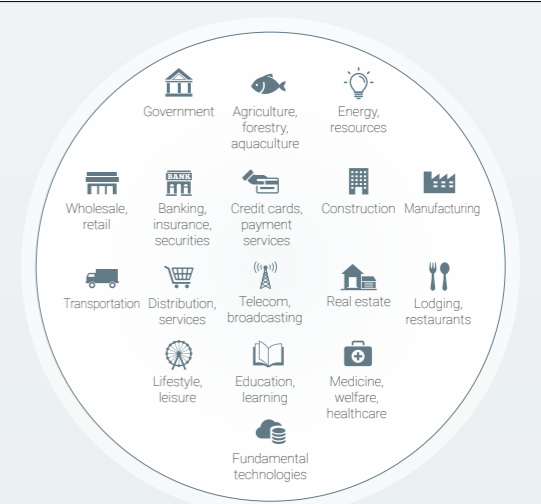 Government
Agriculture,
forestry,
aquaculture
Energy,
resources
Wholesale,
retail
BANK
Banking,
insurance,
securities
Credit cards,
payment
services
Construction
Manufacturing
Transportation
Distribution,
services
Telecom,
broadcasting
Real estate
Lodging,
restaurants
Lifestyle,
leisure
Education,
learning
Medicine,
welfare,
healthcare
Fundamental
technologies